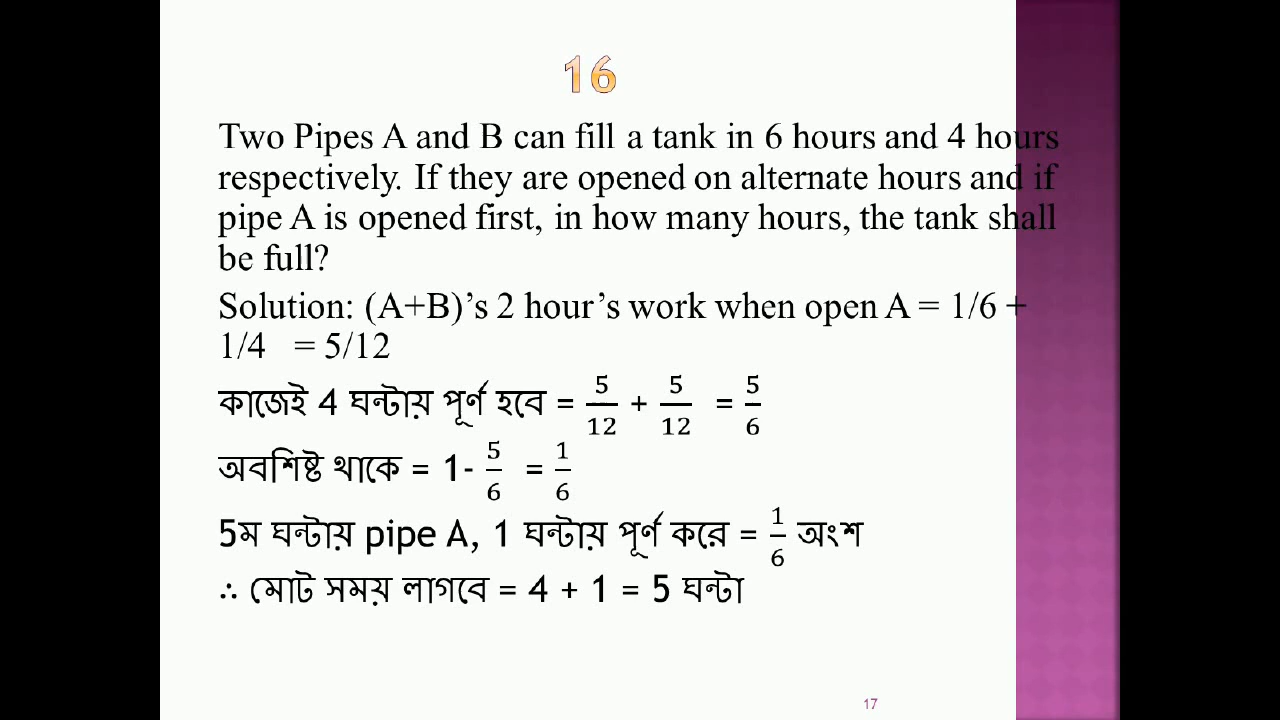 16
Two Pipes A and B can fill a tank in 6 hours and 4 hours
respectively. If they are opened on alternate hours and if
pipe A is opened first, in how many hours, the tank shall
be full?
Solution: (A+B)’s 2 hour’s work when open A = 1/6 +
1/4 = 5/12
কাজেই 4 ঘন্টায় পূর্ণ হবে = 5/12 + 5/12 = 5/6
অবশিষ্ট থাকে = 1- 5/6 = 1/6
5ম ঘন্টায় pipe A, 1 ঘন্টায় পূর্ণ করে = 1/6 অংশ
∴ মোট সময় লাগবে = 4 + 1 = 5 ঘন্টা
17